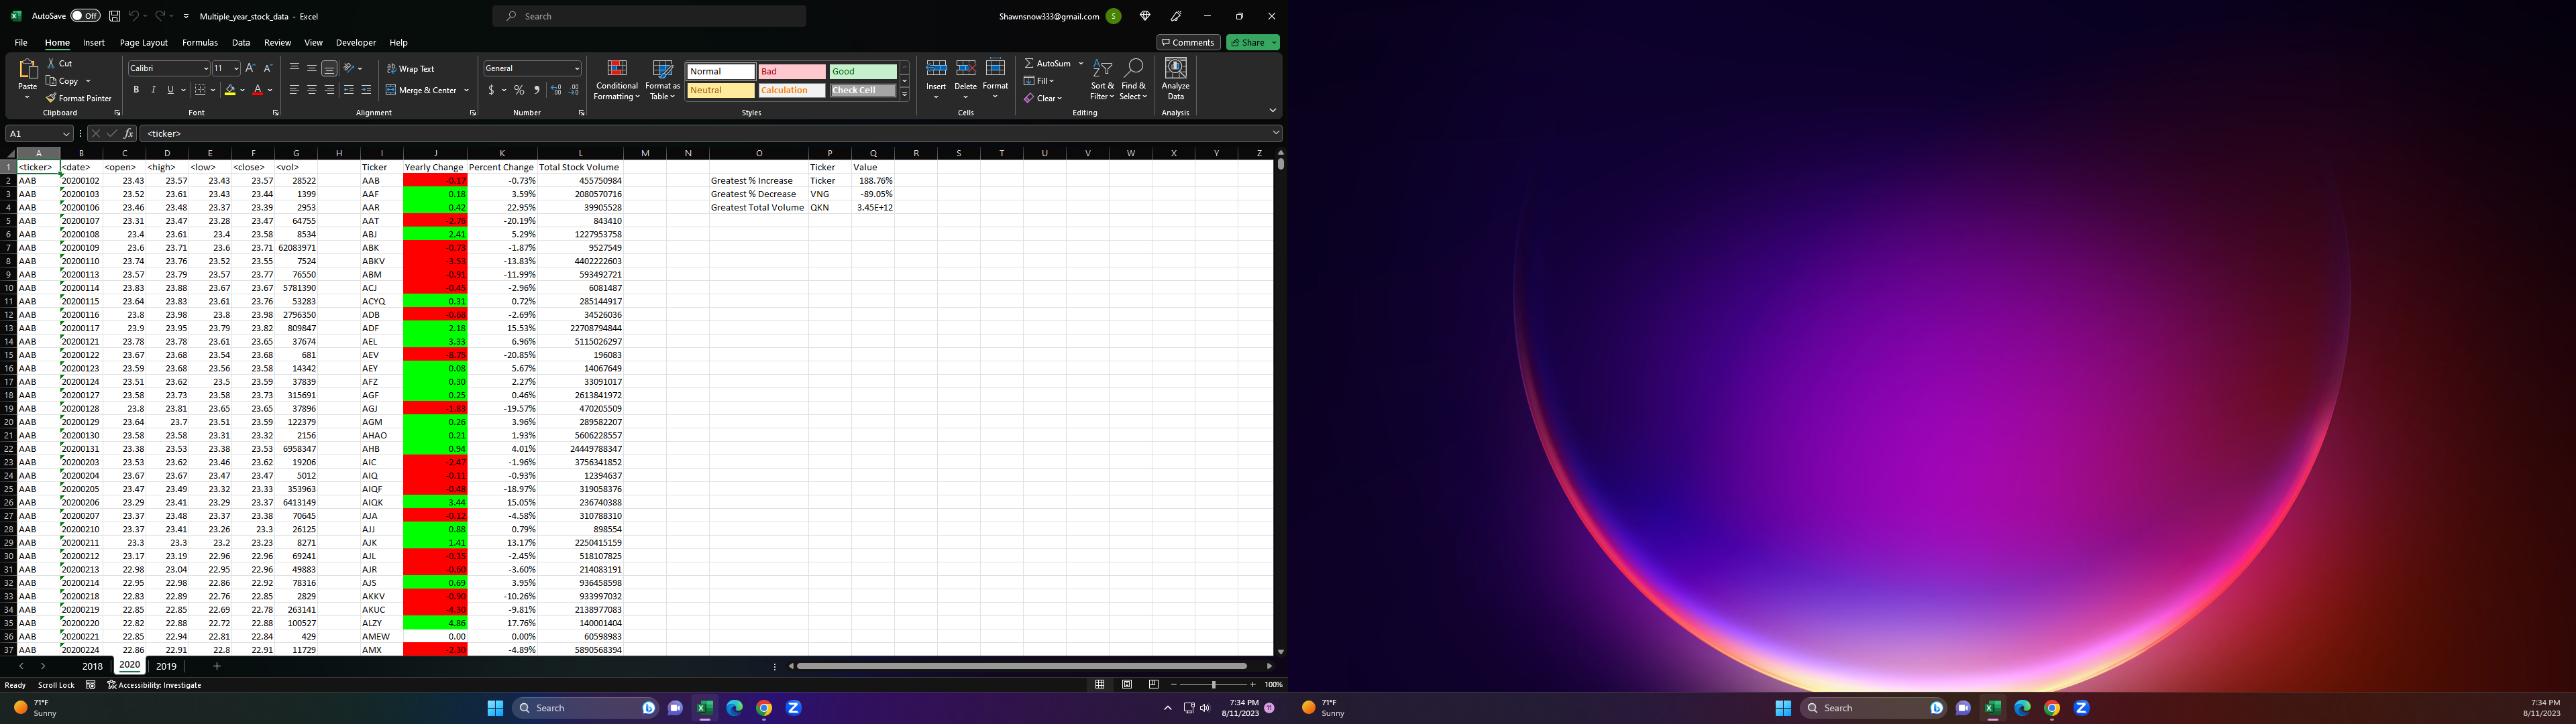 AutoSave Off Multiple_year_stock_data - Excel Search Shawnsnow333@gmail.com S
File Home Insert Page Layout Formulas Data Review View Developer Help Comments Share
Paste Cut Copy Format Painter Clipboard
Calibri 11 B I U A Font
Wrap Text Merge & Center Alignment
General $ % Number
Conditional Formatting Format as Table Normal Bad Good Neutral Calculation Check Cell Styles
Insert Delete Format Cells
AutoSum Fill Clear Sort & Filter Find & Select Editing
Analyze Data Analysis
A1 fx <ticker>
A B C D E F G H I J K L M N O P Q R S T U V W X Y Z
1 <ticker> <date> <open> <high> <low> <close> <vol> Ticker Yearly Change Percent Change Total Stock Volume Ticker Value
2 AAB 20200102 23.43 23.57 23.43 23.57 28522 AAB -0.17 -0.73% 455750984 Greatest % Increase Ticker 188.76%
3 AAB 20200103 23.52 23.61 23.43 23.44 1399 AAF 0.18 3.59% 2080570716 Greatest % Decrease VNG -89.05%
4 AAB 20200106 23.46 23.48 23.37 23.39 2953 AAR 0.42 22.95% 39905528 Greatest Total Volume QKN 3.45E+12
5 AAB 20200107 23.31 23.47 23.28 23.47 64755 AAT -2.76 -20.19% 843410
6 AAB 20200108 23.4 23.61 23.4 23.58 8534 ABJ 2.41 5.29% 1227953758
7 AAB 20200109 23.6 23.71 23.6 23.71 62083971 ABK -0.73 -1.87% 9527549
8 AAB 20200110 23.74 23.76 23.52 23.55 7524 ABKV -3.53 -13.83% 4402222603
9 AAB 20200113 23.57 23.79 23.57 23.77 76550 ABM -0.91 -11.99% 593492721
10 AAB 20200114 23.83 23.88 23.67 23.67 5781390 ACJ -0.45 -2.96% 6081487
11 AAB 20200115 23.64 23.83 23.61 23.76 53283 ACYQ 0.31 0.72% 285144917
12 AAB 20200116 23.8 23.98 23.8 23.98 2796350 ADB -0.68 -2.69% 34526036
13 AAB 20200117 23.9 23.95 23.79 23.82 809847 ADF 2.18 15.53% 22708794844
14 AAB 20200121 23.78 23.78 23.61 23.65 37674 AEL 3.33 6.96% 5115026297
15 AAB 20200122 23.67 23.68 23.54 23.68 681 AEV -8.75 -20.85% 196083
16 AAB 20200123 23.59 23.68 23.56 23.58 14342 AEY 0.08 5.67% 14067649
17 AAB 20200124 23.51 23.62 23.5 23.59 37839 AFZ 0.30 2.27% 33091017
18 AAB 20200127 23.58 23.73 23.58 23.73 315691 AGF 0.25 0.46% 2613841972
19 AAB 20200128 23.8 23.81 23.65 23.65 37896 AGJ -1.83 -19.57% 470205509
20 AAB 20200129 23.64 23.7 23.51 23.59 122379 AGM 0.26 3.96% 289582207
21 AAB 20200130 23.58 23.58 23.31 23.32 2156 AHAO 0.21 1.93% 5606228557
22 AAB 20200131 23.38 23.53 23.38 23.53 6958347 AHB 0.94 4.01% 24449788347
23 AAB 20200203 23.53 23.62 23.46 23.62 19206 AIC -2.47 -1.96% 3756341852
24 AAB 20200204 23.67 23.67 23.47 23.47 5012 AIQ -0.11 -0.93% 12394637
25 AAB 20200205 23.47 23.49 23.32 23.33 353963 AIQF -0.48 -18.97% 319058376
26 AAB 20200206 23.29 23.41 23.29 23.37 6413149 AIQK 3.44 15.05% 236740388
27 AAB 20200207 23.37 23.48 23.37 23.38 70645 AJA -0.12 -4.58% 310788310
28 AAB 20200210 23.37 23.41 23.26 23.3 26125 AJJ 0.88 0.79% 898554
29 AAB 20200211 23.3 23.3 23.2 23.23 8271 AJK 1.41 13.17% 2250415159
30 AAB 20200212 23.17 23.19 22.96 22.96 69241 AJL -0.35 -2.45% 518107825
31 AAB 20200213 22.98 23.04 22.95 22.96 49883 AJR -0.60 -3.60% 214083191
32 AAB 20200214 22.95 22.98 22.86 22.92 78316 AJS 0.69 3.95% 936458598
33 AAB 20200218 22.83 22.89 22.76 22.85 2829 AKKV -0.90 -10.26% 933997032
34 AAB 20200219 22.85 22.85 22.69 22.78 263141 AKUC -4.30 -9.81% 2138977083
35 AAB 20200220 22.82 22.88 22.72 22.88 100527 ALZY 4.86 17.76% 140001404
36 AAB 20200221 22.85 22.94 22.81 22.84 429 AMEW 0.00 0.00% 60598983
37 AAB 20200224 22.86 22.91 22.8 22.91 11729 AMX -2.30 -4.89% 5890568394
2018 2020 2019
Ready Scroll Lock Accessibility: Investigate 100%
71°F Sunny Search 7:34 PM 8/11/2023 11
71°F Sunny Search 7:34 PM 8/11/2023